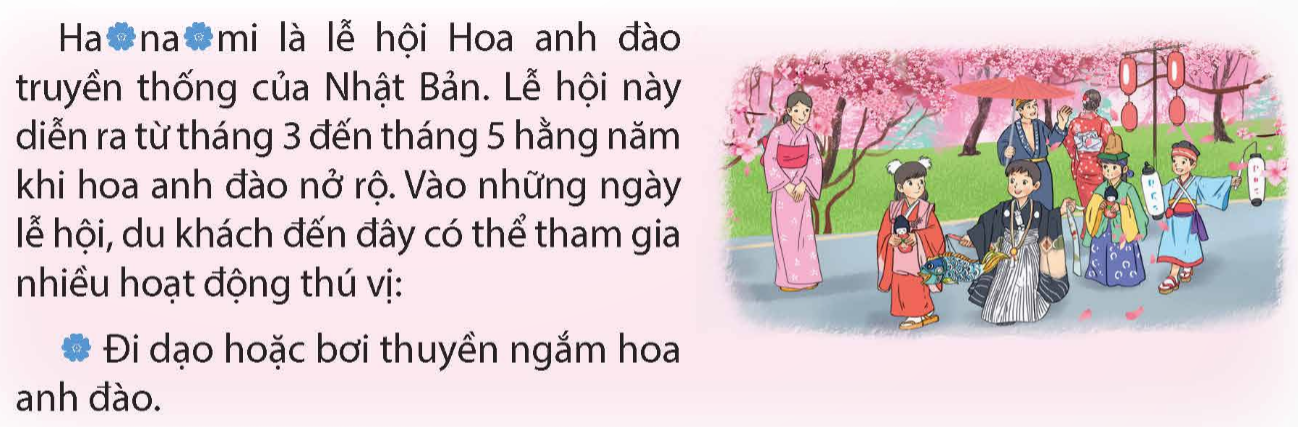 Ha na mi là lễ hội Hoa anh đào
truyền thống của Nhật Bản. Lễ hội này
diễn ra từ tháng 3 đến tháng 5 hằng năm
khi hoa anh đào nở rộ. Vào những ngày
lễ hội, du khách đến đây có thể tham gia
nhiều hoạt động thú vị:
Đi dạo hoặc bơi thuyền ngắm hoa
anh đào.